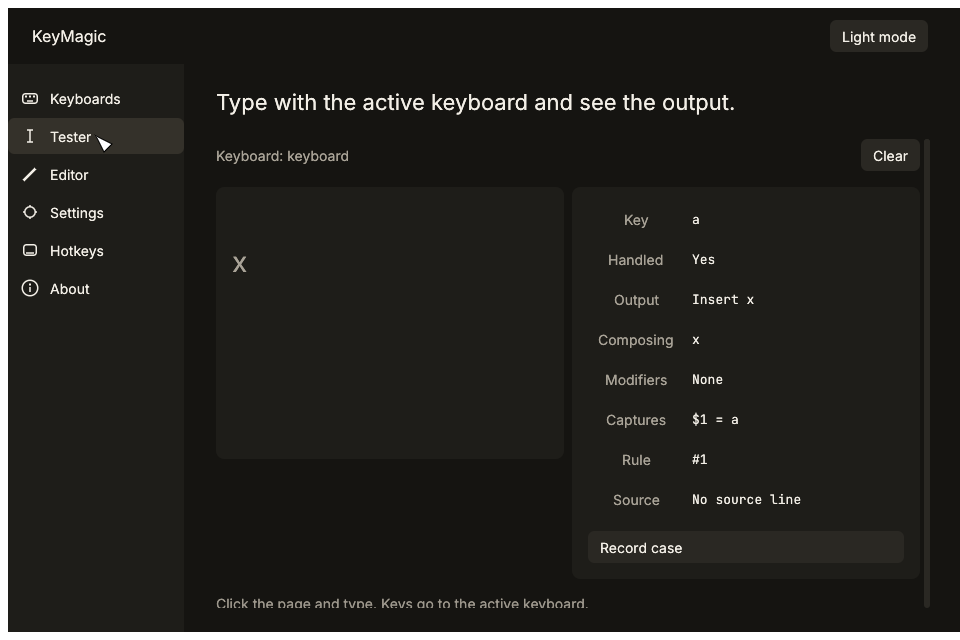 KeyMagic
Light mode
Keyboards
Tester
Editor
Settings
Hotkeys
About
Type with the active keyboard and see the output.
Keyboard: keyboard
Clear
x
Key a
Handled Yes
Output Insert x
Composing x
Modifiers None
Captures $1 = a
Rule #1
Source No source line
Record case
Click the page and type. Keys go to the active keyboard.